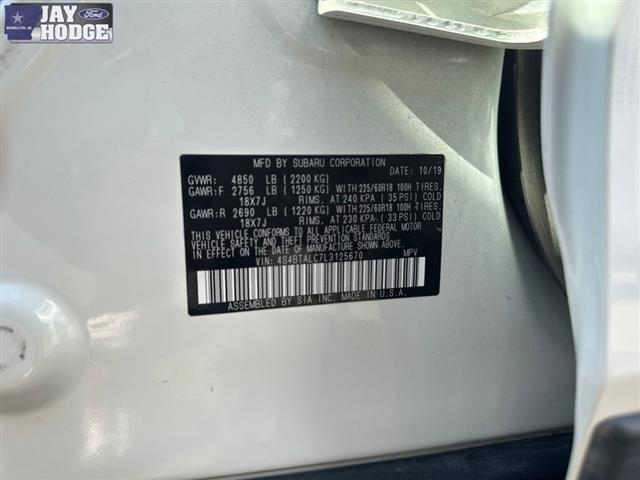 JAY
Ford
HODGE
MORRILTON, AR
MFD BY SUBARU CORPORATION
GVWR: 4850 LB (2200 KG) DATE: 10/19
GAWR:F 2756 LB (1250 KG) WITH 225/60R18 100H TIRES,
18X7J RIMS, AT 240 KPA (35 PSI) COLD
GAWR:R 2690 LB (1220 KG) WITH 225/60R18 100H TIRES,
18X7J RIMS, AT 230 KPA (33 PSI) COLD
THIS VEHICLE CONFORMS TO ALL APPLICABLE FEDERAL MOTOR
VEHICLE SAFETY AND BUMPER STANDARDS IN EFFECT
ON THE DATE OF MANUFACTURE SHOWN ABOVE.
VIN: 4S4BTALC7L3125670 MPV
ASSEMBLED BY SIA INC. MADE IN U.S.A.